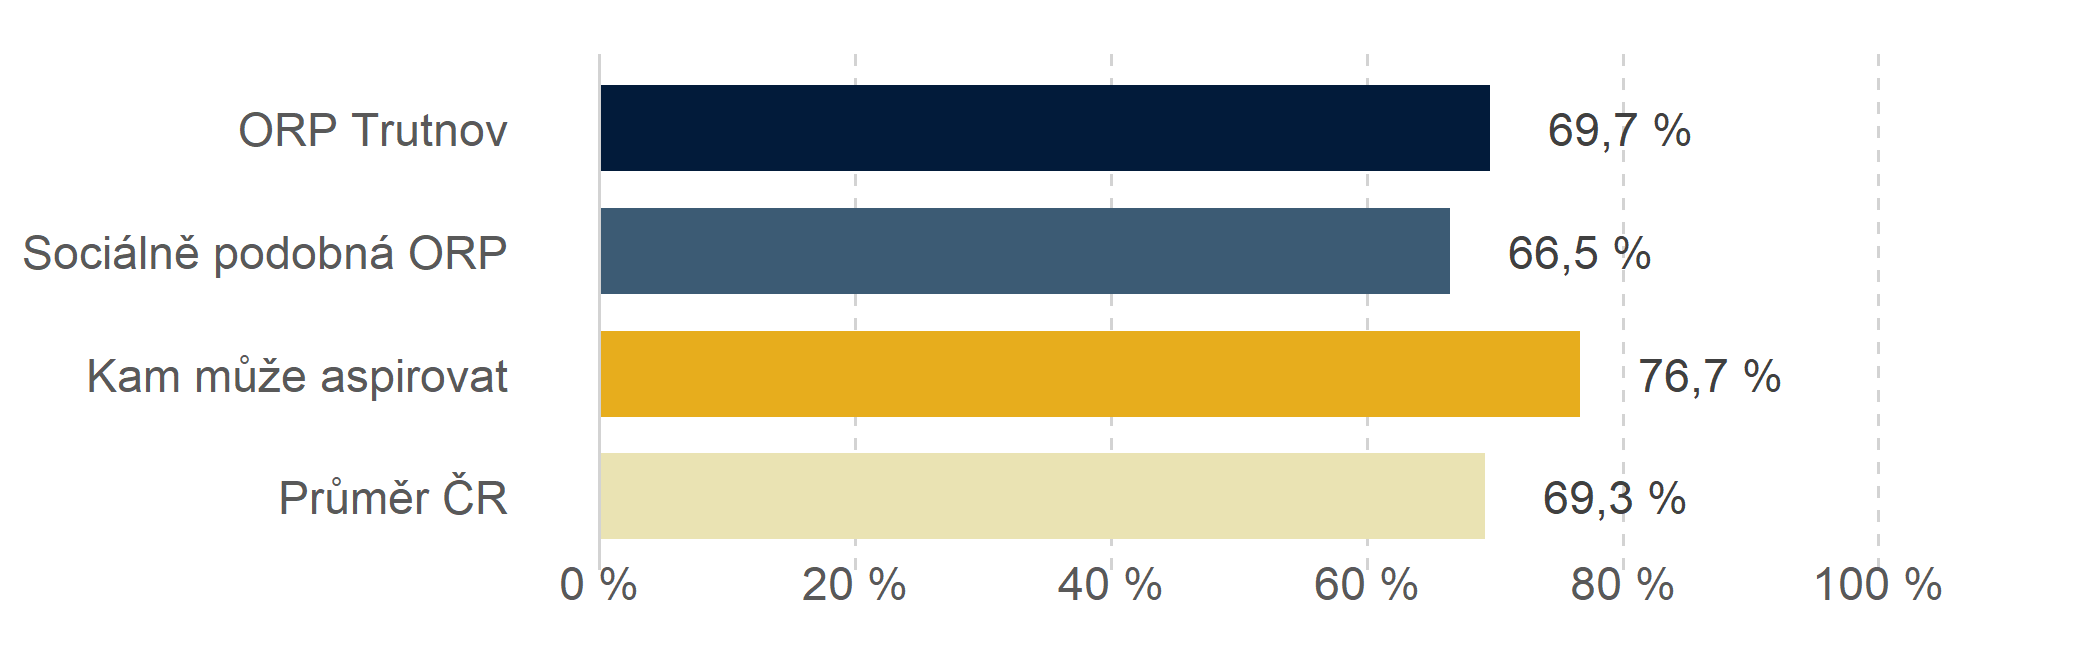 ORP Trutnov 69,7 %
Sociálně podobná ORP 66,5 %
Kam může aspirovat 76,7 %
Průměr ČR 69,3 %
0 % 20 % 40 % 60 % 80 % 100 %